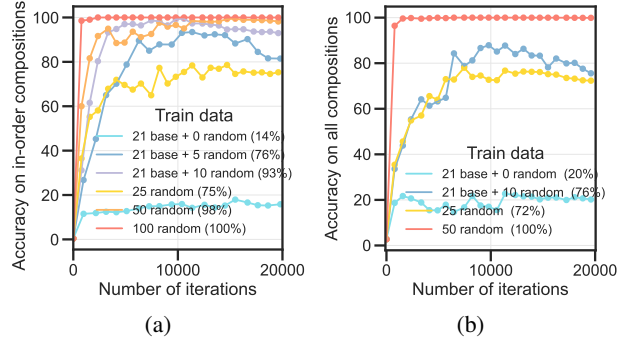 Accuracy on in-order compositions
100
80
60
40
20
0
Train data
21 base + 0 random (14%)
21 base + 5 random (76%)
21 base + 10 random (93%)
25 random (75%)
50 random (98%)
100 random (100%)
0
10000
20000
Number of iterations
(a)
Accuracy on all compositions
100
80
60
40
20
0
Train data
21 base + 0 random (20%)
21 base + 10 random (76%)
25 random (72%)
50 random (100%)
0
10000
20000
Number of iterations
(b)